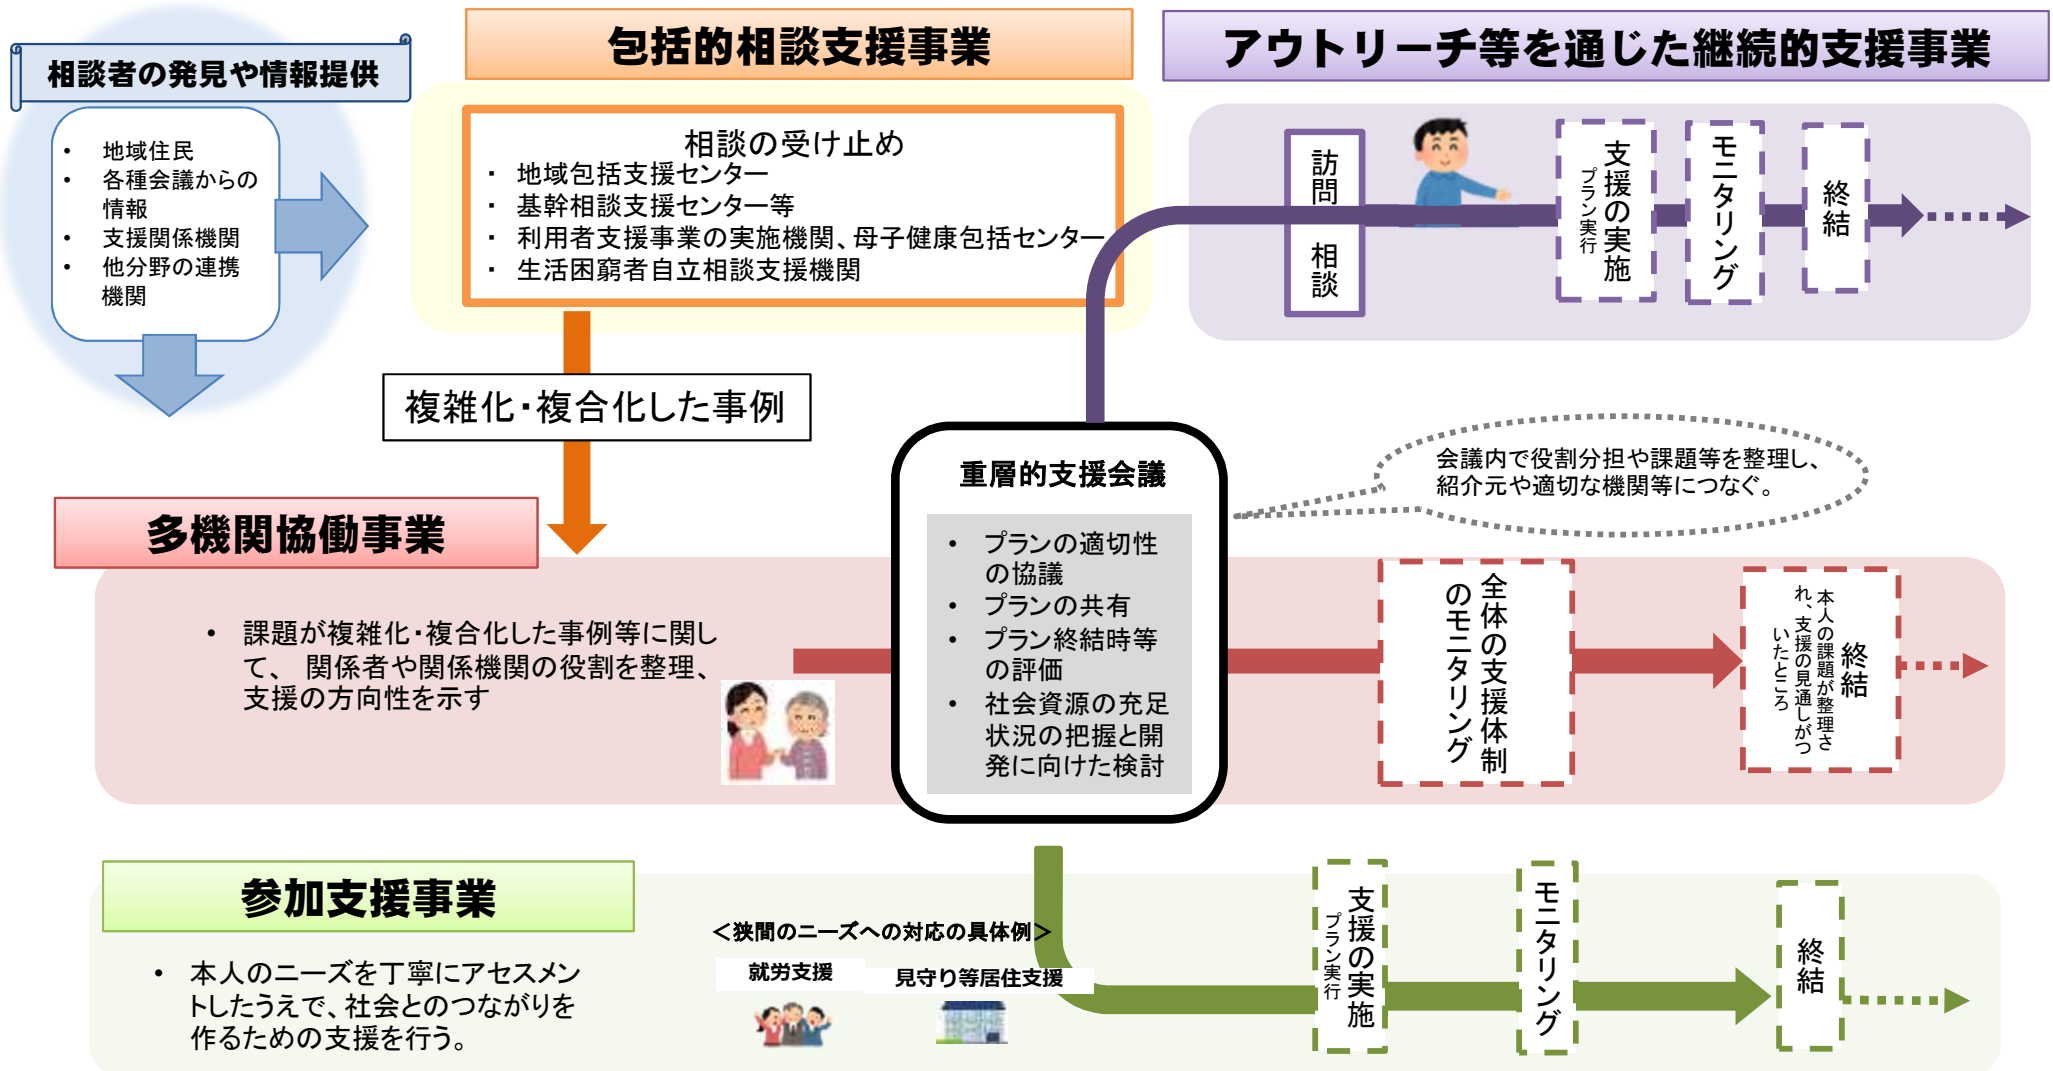 相談者の発見や情報提供
• 地域住民
• 各種会議からの
情報
• 支援関係機関
• 他分野の連携
機関
包括的相談支援事業
相談の受け止め
・ 地域包括支援センター
・ 基幹相談支援センター等
・ 利用者支援事業の実施機関、母子健康包括センター
・ 生活困窮者自立相談支援機関
アウトリーチ等を通じた継続的支援事業
訪問
相談
支援の実施
プラン実行
モニタリング
終結
複雑化・複合化した事例
重層的支援会議
• プランの適切性
の協議
• プランの共有
• プラン終結時等
の評価
• 社会資源の充足
状況の把握と開
発に向けた検討
会議内で役割分担や課題等を整理し、
紹介元や適切な機関等につなぐ。
多機関協働事業
• 課題が複雑化・複合化した事例等に関し
て、 関係者や関係機関の役割を整理、
支援の方向性を示す
全体の支援体制
のモニタリング
終結
本人の課題が整理さ
れ、支援の見通しがつ
いたところ
参加支援事業
• 本人のニーズを丁寧にアセスメン
トしたうえで、社会とのつながりを
作るための支援を行う。
＜狭間のニーズへの対応の具体例＞
就労支援
見守り等居住支援
支援の実施
プラン実行
モニタリング
終結